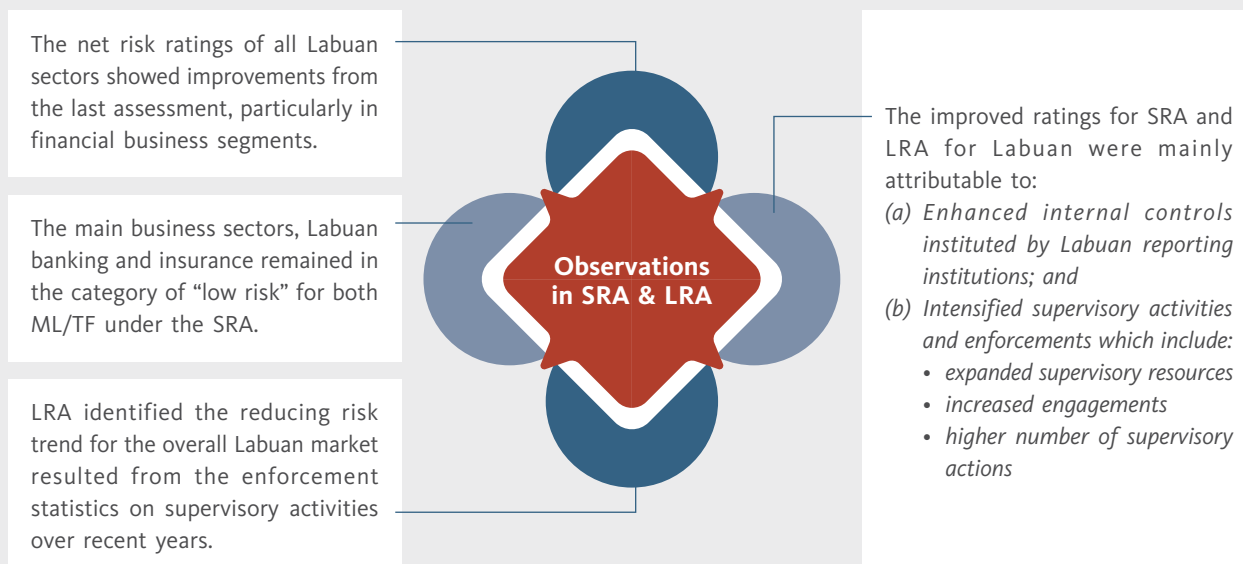 The net risk ratings of all Labuan
sectors showed improvements from
the last assessment, particularly in
financial business segments.
The main business sectors, Labuan
banking and insurance remained in
the category of “low risk” for both
ML/TF under the SRA.
LRA identified the reducing risk
trend for the overall Labuan market
resulted from the enforcement
statistics on supervisory activities
over recent years.
Observations
in SRA & LRA
The improved ratings for SRA and
LRA for Labuan were mainly
attributable to:
(a) Enhanced internal controls
instituted by Labuan reporting
institutions; and
(b) Intensified supervisory activities
and enforcements which include:
• expanded supervisory resources
• increased engagements
• higher number of supervisory
actions